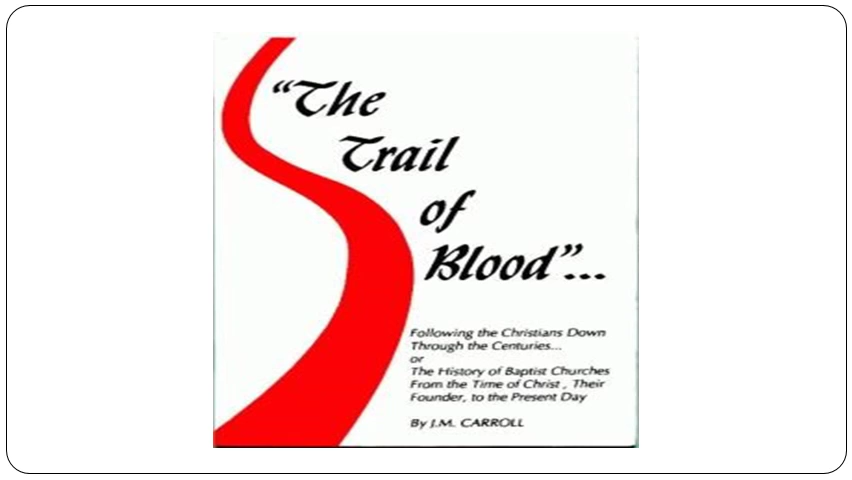 “The
Trail
of
Blood”...
Following the Christians Down
Through the Centuries...
or
The History of Baptist Churches
From the Time of Christ , Their
Founder, to the Present Day
By J.M. CARROLL